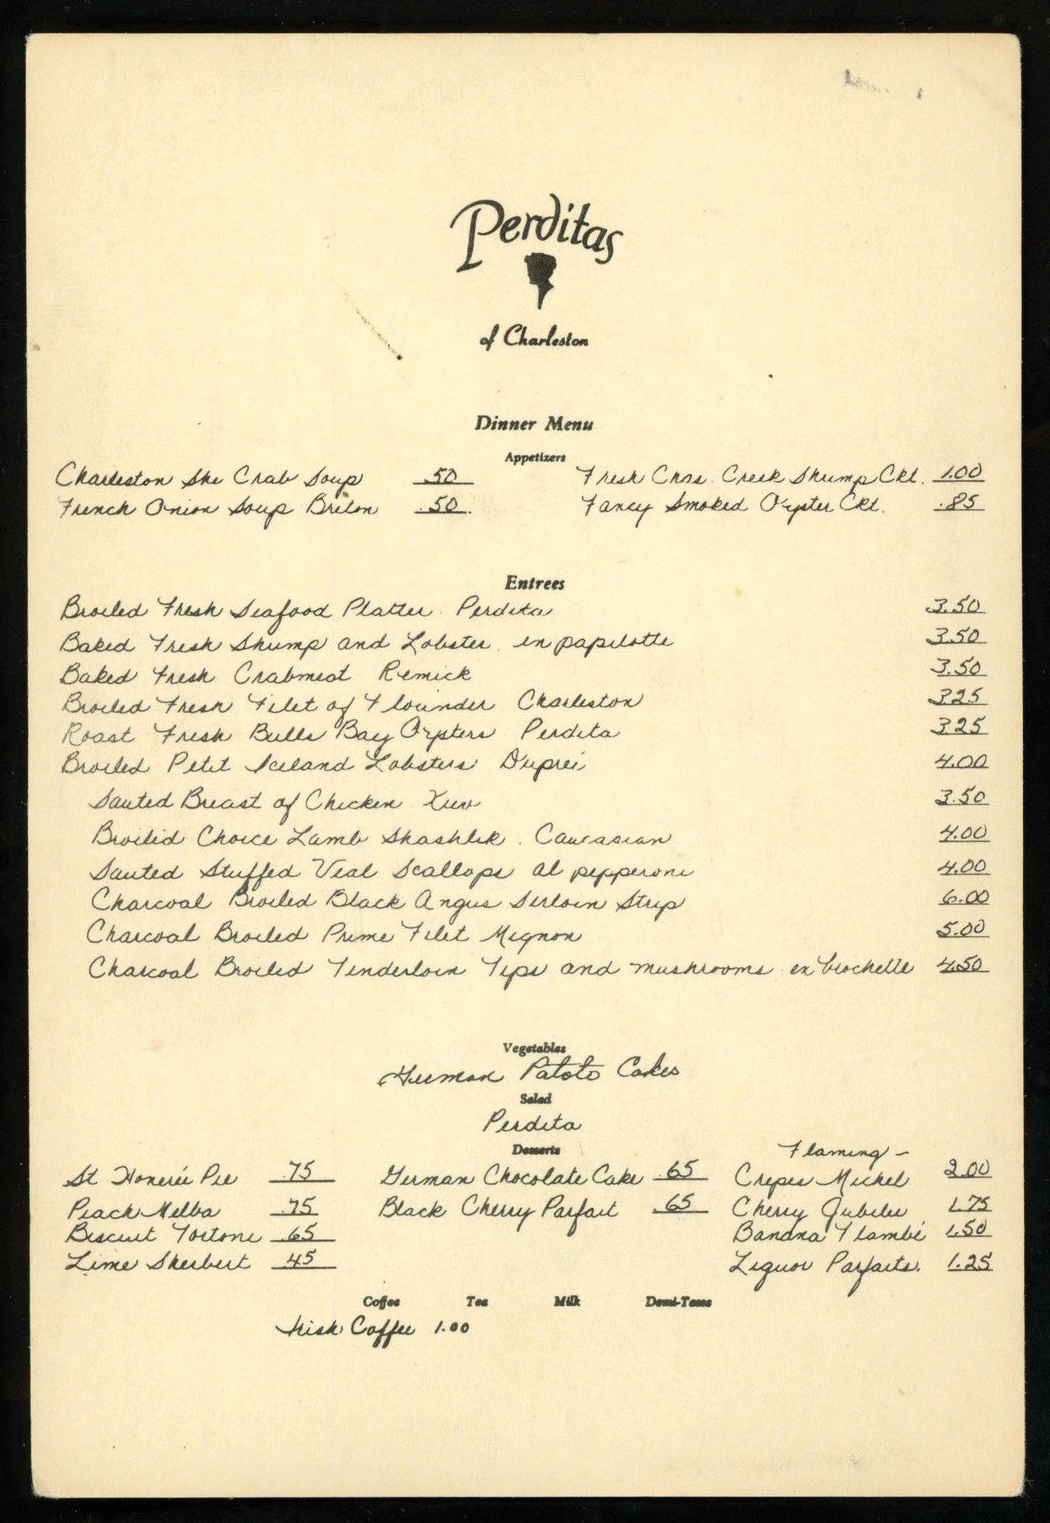 Perditas
of Charleston
Dinner Menu
Appetizers
Charleston She Crab Soup .50
French Onion Soup Briton .50
Fresh Chas. Creek Shrimp Ckt. 1.00
Fancy Smoked Oyster Ckt. .85
Entrees
Broiled Fresh Seafood Platter Perdita 3.50
Baked Fresh Shrimp and Lobster en papilotte 3.50
Baked Fresh Crabmeat Remick 3.50
Broiled Fresh Filet of Flounder Charleston 3.25
Roast Fresh Bulls Bay Oysters Perdita 3.25
Broiled Petit Iceland Lobsters Dupreé 4.00
Sauted Breast of Chicken 3.50
Broiled Choice Lamb Shashlik. Caucasian 4.00
Sauted Stuffed Veal Scallops al pepperoni 4.00
Charcoal Broiled Black Angus Serloin Strip 6.00
Charcoal Broiled Prime Filet Mignon 5.00
Charcoal Broiled Tenderloin Tips and mushrooms en brochette 4.50
Vegetables
German Patoto Cakes
Salad
Perdita
Desserts
St Honereé Pie .75
Peach Melba .75
Biscuit Tortoni .65
Lime Sherbert .45
German Chocolate Cake .65
Black Cherry Parfait .65
Flaming -
Crepes Michel 2.00
Cherry Jubilee 1.75
Banana Flambé 1.50
Liquor Parfaits. 1.25
Coffee Tea Milk Demi-Tasse
Irish Coffee 1.00